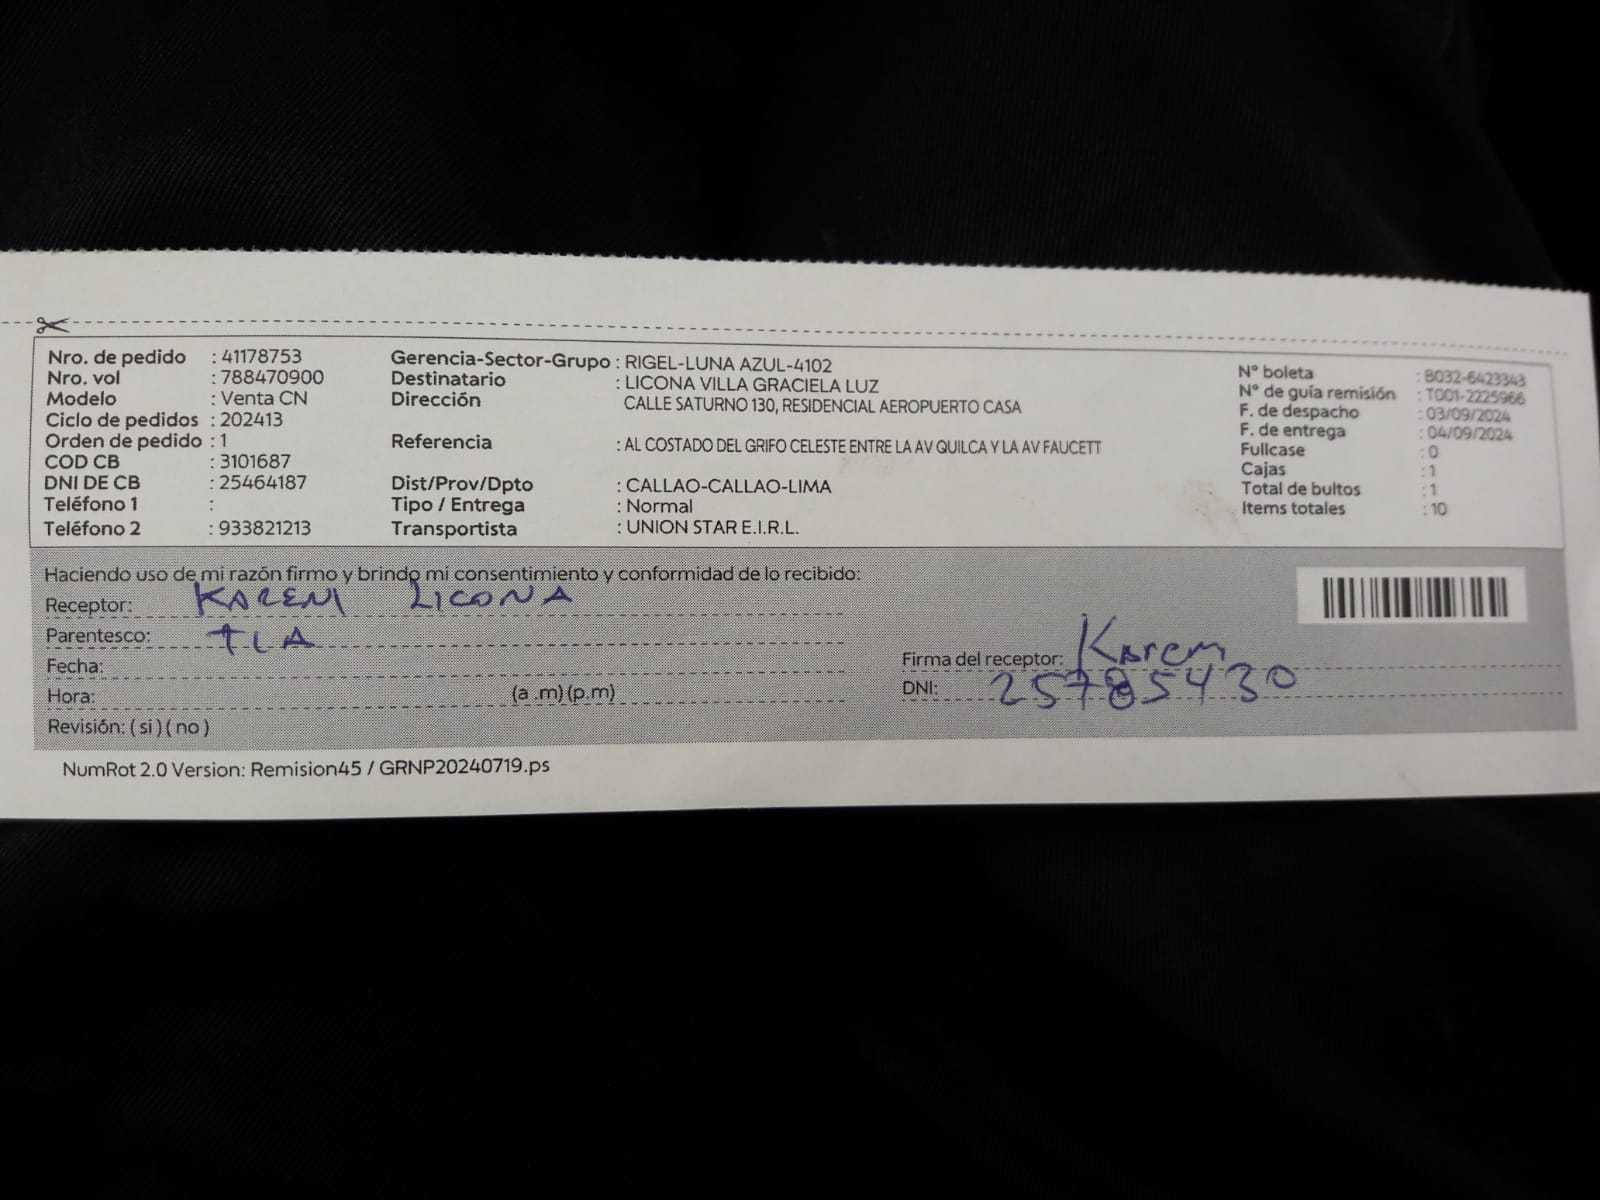 Nro. de pedido : 41178753
Nro. vol : 788470900
Modelo : Venta CN
Ciclo de pedidos : 202413
Orden de pedido : 1
COD CB : 3101687
DNI DE CB : 25464187
Teléfono 1 :
Teléfono 2 : 933821213
Gerencia-Sector-Grupo : RIGEL-LUNA AZUL-4102
Destinatario : LICONA VILLA GRACIELA LUZ
Dirección CALLE SATURNO 130, RESIDENCIAL AEROPUERTO CASA
Referencia : AL COSTADO DEL GRIFO CELESTE ENTRE LA AV QUILCA Y LA AV FAUCETT
Dist/Prov/Dpto : CALLAO-CALLAO-LIMA
Tipo / Entrega : Normal
Transportista : UNION STAR E.I.R.L.
N° boleta : B032-6423343
N° de guía remisión : T001-2225966
F. de despacho : 03/09/2024
F. de entrega : 04/09/2024
Fullcase : 0
Cajas : 1
Total de bultos : 1
Items totales : 10
Haciendo uso de mi razón firmo y brindo mi consentimiento y conformidad de lo recibido:
Receptor: KAREM LICONA
Parentesco: TIA
Fecha:
Hora: (a .m) (p.m)
Revisión: ( si ) ( no )
Firma del receptor: Karem
DNI: 25785430
NumRot 2.0 Version: Remision45 / GRNP20240719.ps